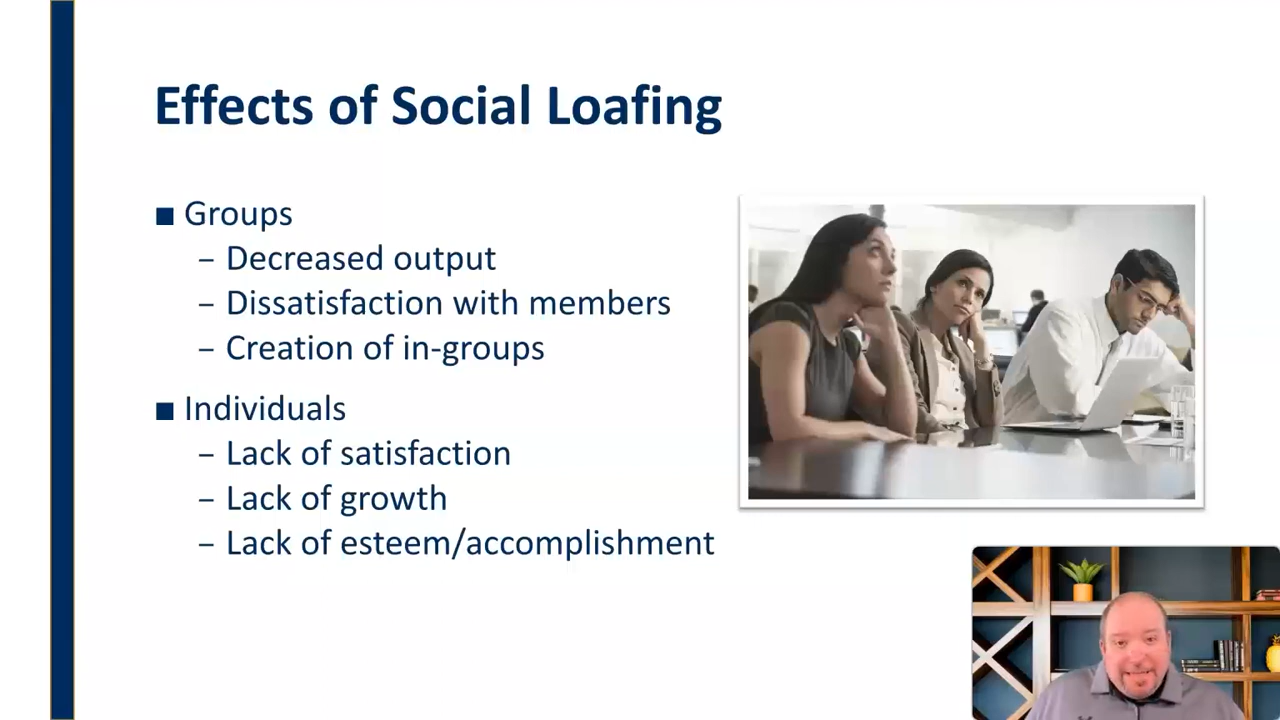 Effects of Social Loafing
■ Groups
– Decreased output
– Dissatisfaction with members
– Creation of in-groups
■ Individuals
– Lack of satisfaction
– Lack of growth
– Lack of esteem/accomplishment